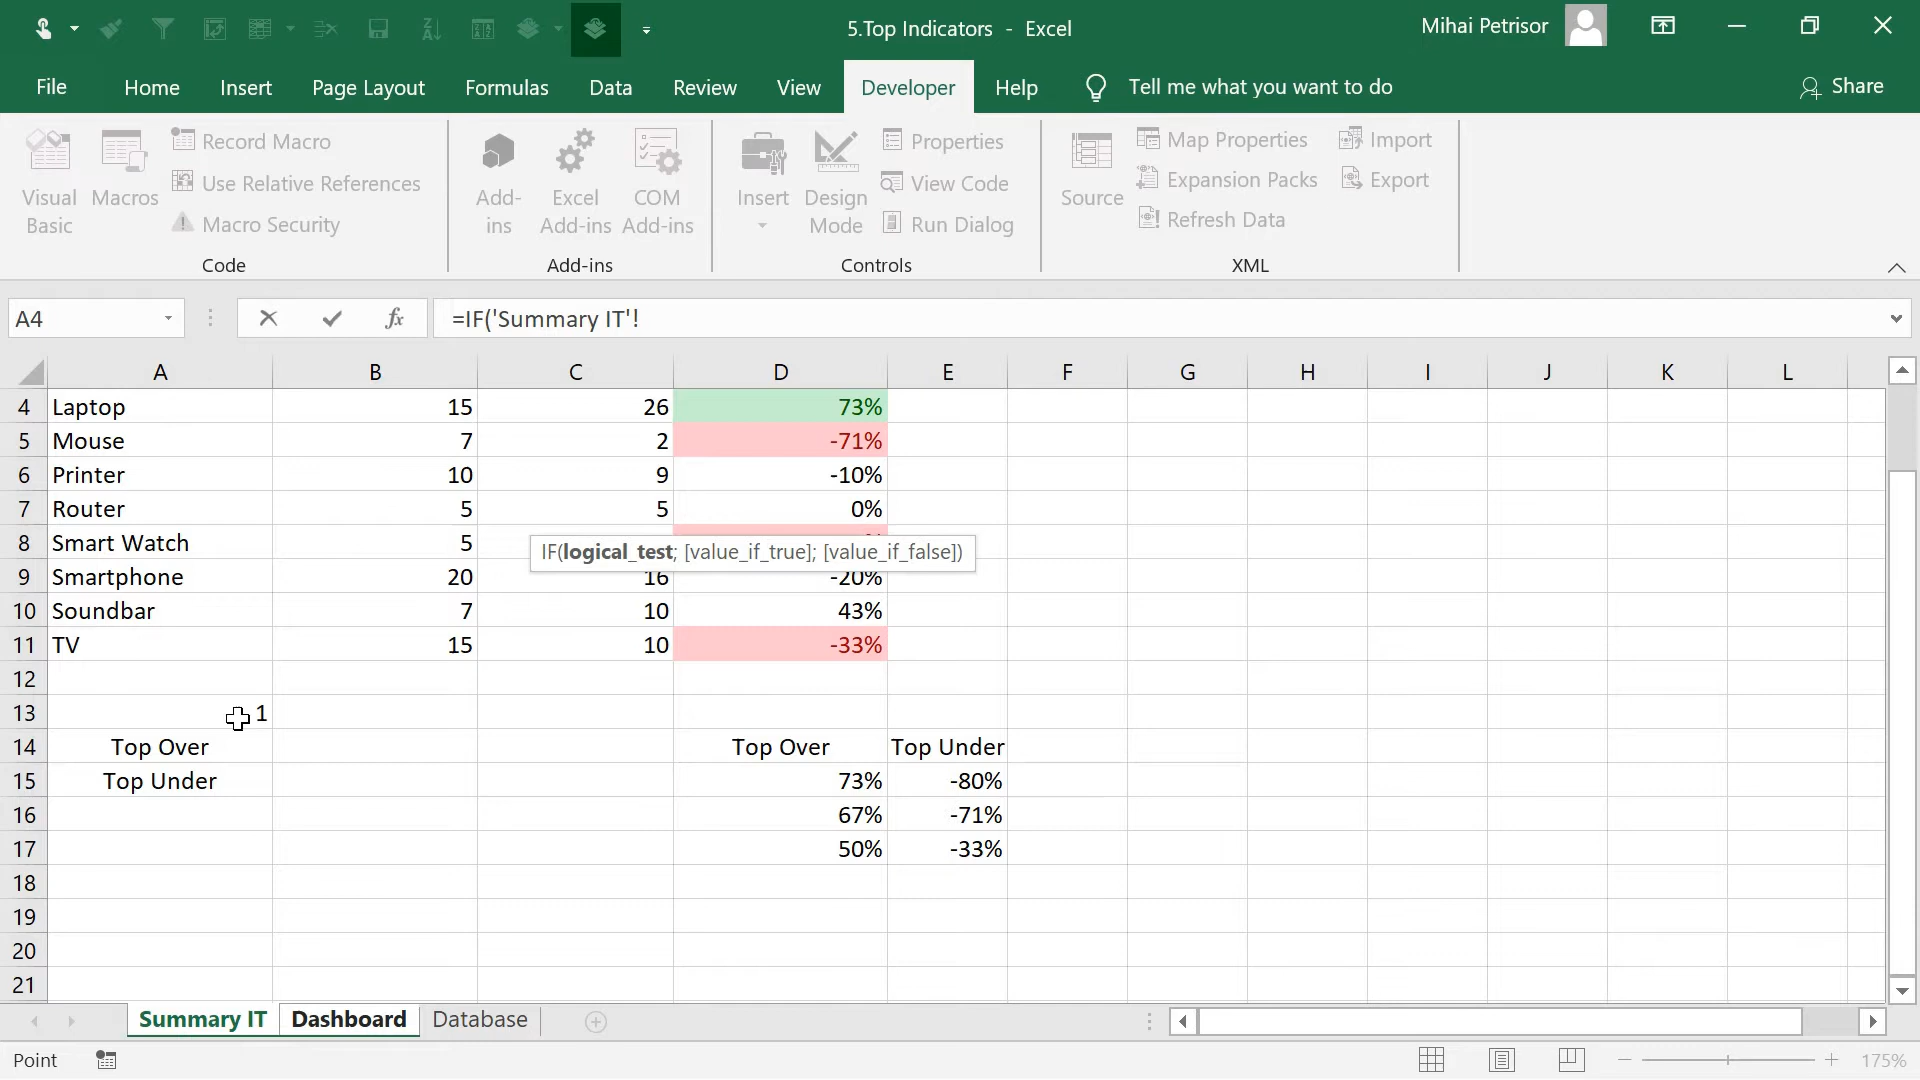 5.Top Indicators - Excel
Mihai Petrisor
File Home Insert Page Layout Formulas Data Review View Developer Help Tell me what you want to do Share
Visual Basic
Macros
Record Macro
Use Relative References
Macro Security
Code
Add-ins
Excel Add-ins
COM Add-ins
Add-ins
Insert
Design Mode
Properties
View Code
Run Dialog
Controls
Source
Map Properties
Expansion Packs
Refresh Data
Import
Export
XML
A4 fx =IF('Summary IT'!
A B C D E F G H I J K L
4 Laptop 15 26 73%
5 Mouse 7 2 -71%
6 Printer 10 9 -10%
7 Router 5 5 0%
8 Smart Watch 5
IF(logical_test; [value_if_true]; [value_if_false])
9 Smartphone 20 16 -20%
10 Soundbar 7 10 43%
11 TV 15 10 -33%
12
13 1
14 Top Over Top Over Top Under
15 Top Under 73% -80%
16 67% -71%
17 50% -33%
18
19
20
21
Summary IT Dashboard Database
Point 175%